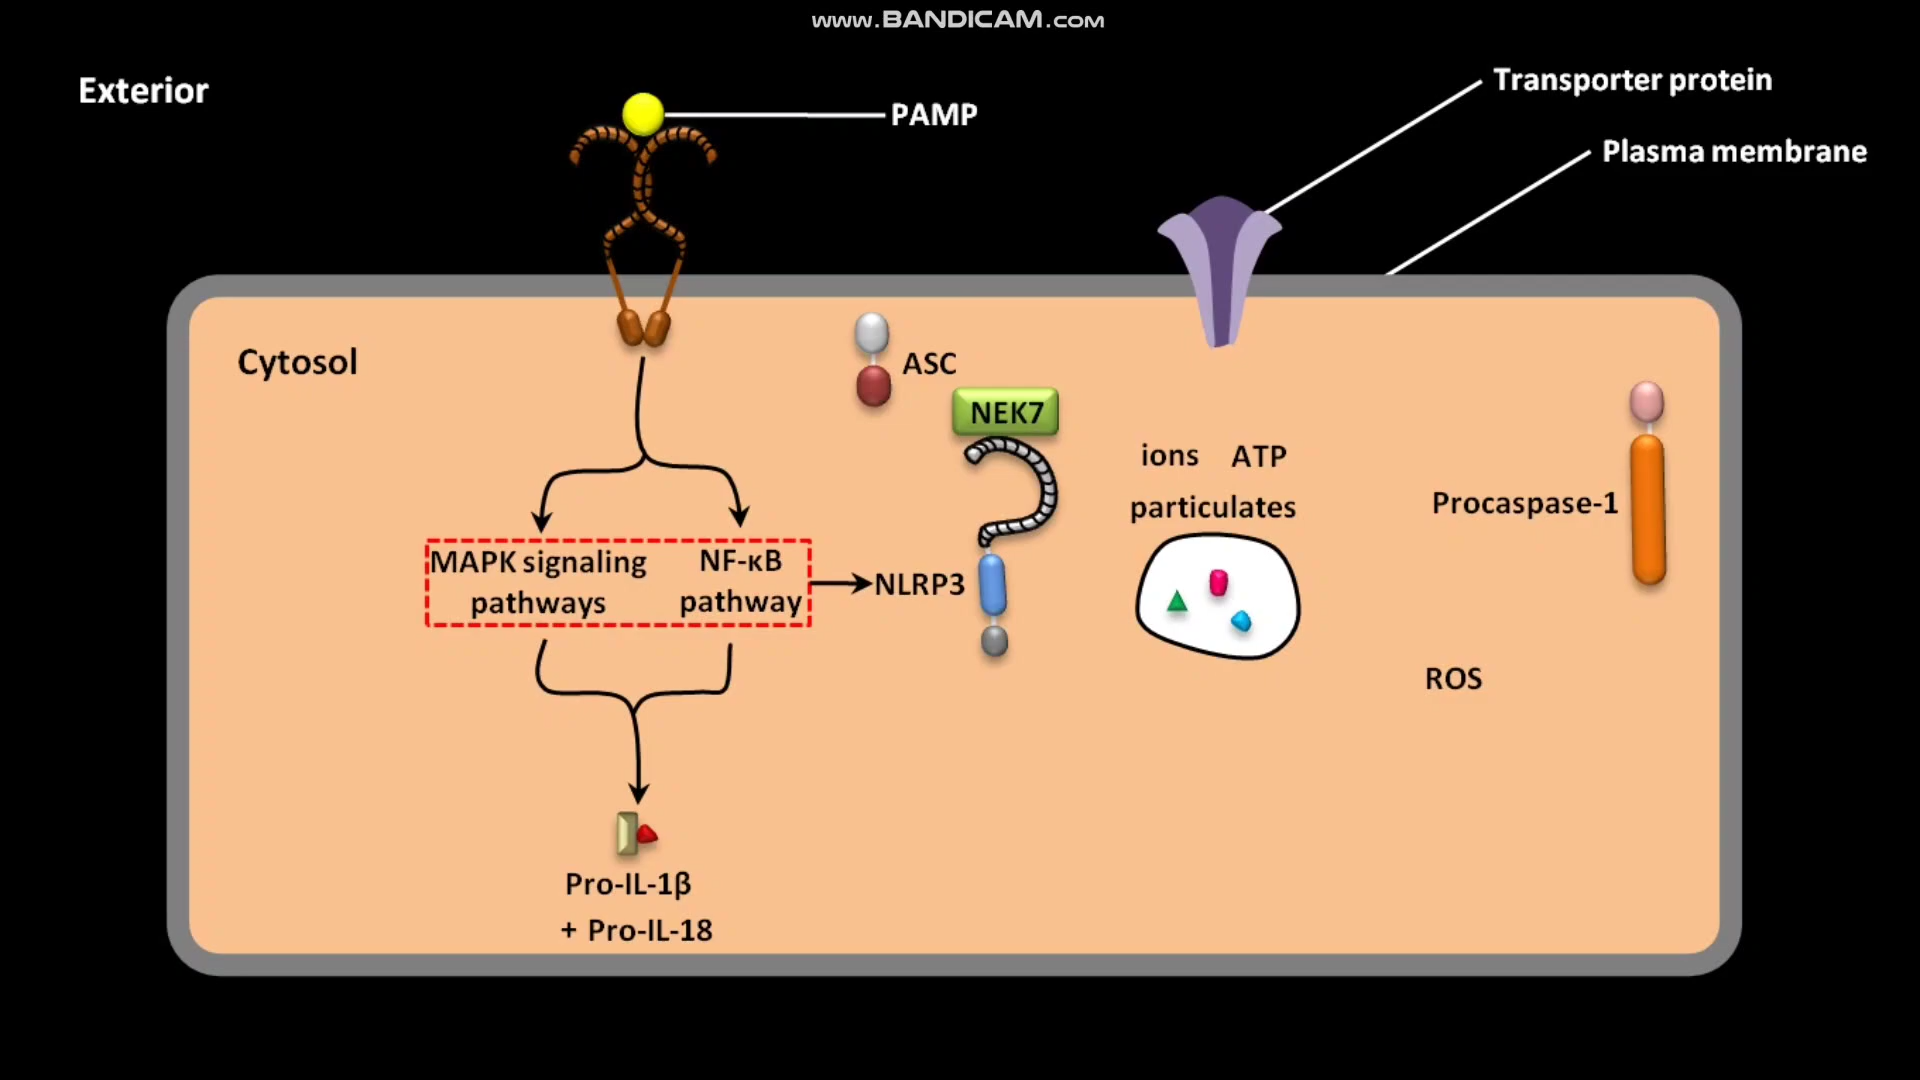 www.BANDICAM.com
Exterior
PAMP
Transporter protein
Plasma membrane
Cytosol
ASC
NEK7
ions ATP
particulates
Procaspase-1
MAPK signaling
pathways
NF-κB
pathway
NLRP3
ROS
Pro-IL-1β
+ Pro-IL-18